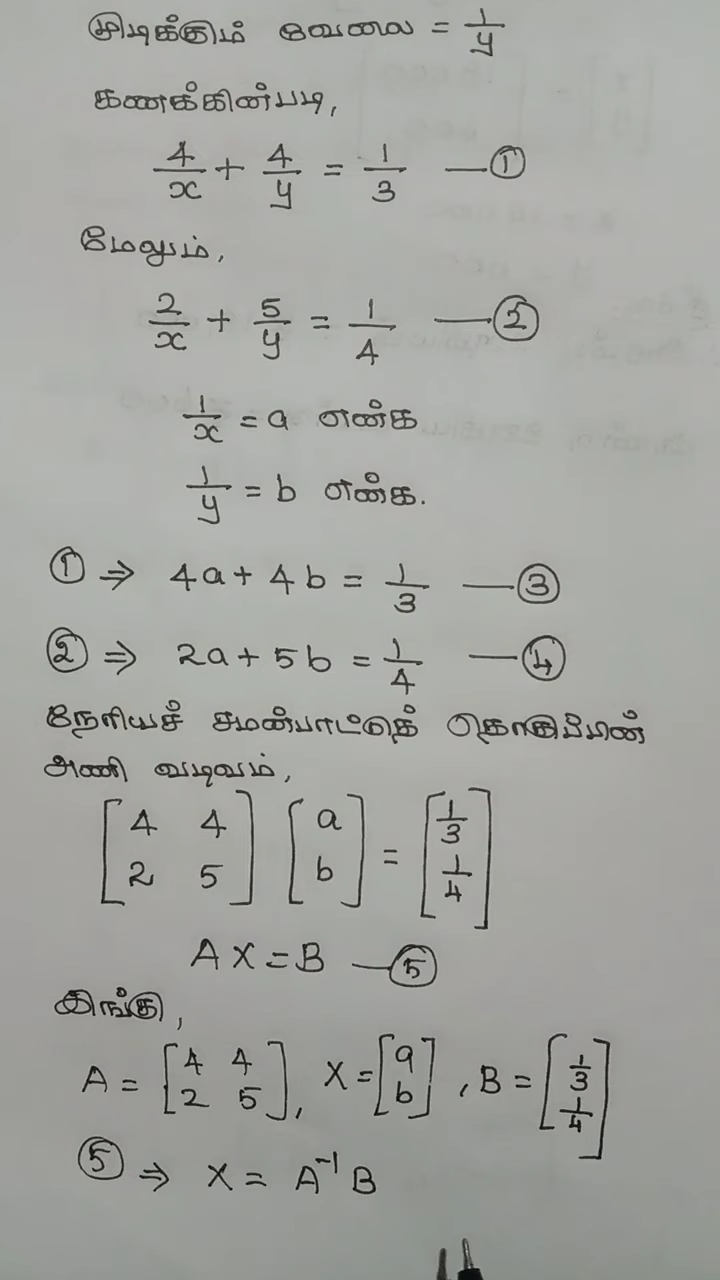 முடிக்கும் வேலை = 1/y
கணக்கின்படி,
4/x + 4/y = 1/3 —①
மேலும்,
2/x + 5/y = 1/4 —②
1/x = a என்க
1/y = b என்க.
① ⇒ 4a + 4b = 1/3 —③
② ⇒ 2a + 5b = 1/4 —④
நேரியச் சமன்பாட்டுத் தொகுப்பின்
அணி வடிவம்,
[4 4; 2 5] [a; b] = [1/3; 1/4]
AX = B —⑤
இங்கு,
A = [4 4; 2 5], X = [a; b], B = [1/3; 1/4]
⑤ ⇒ X = A⁻¹ B